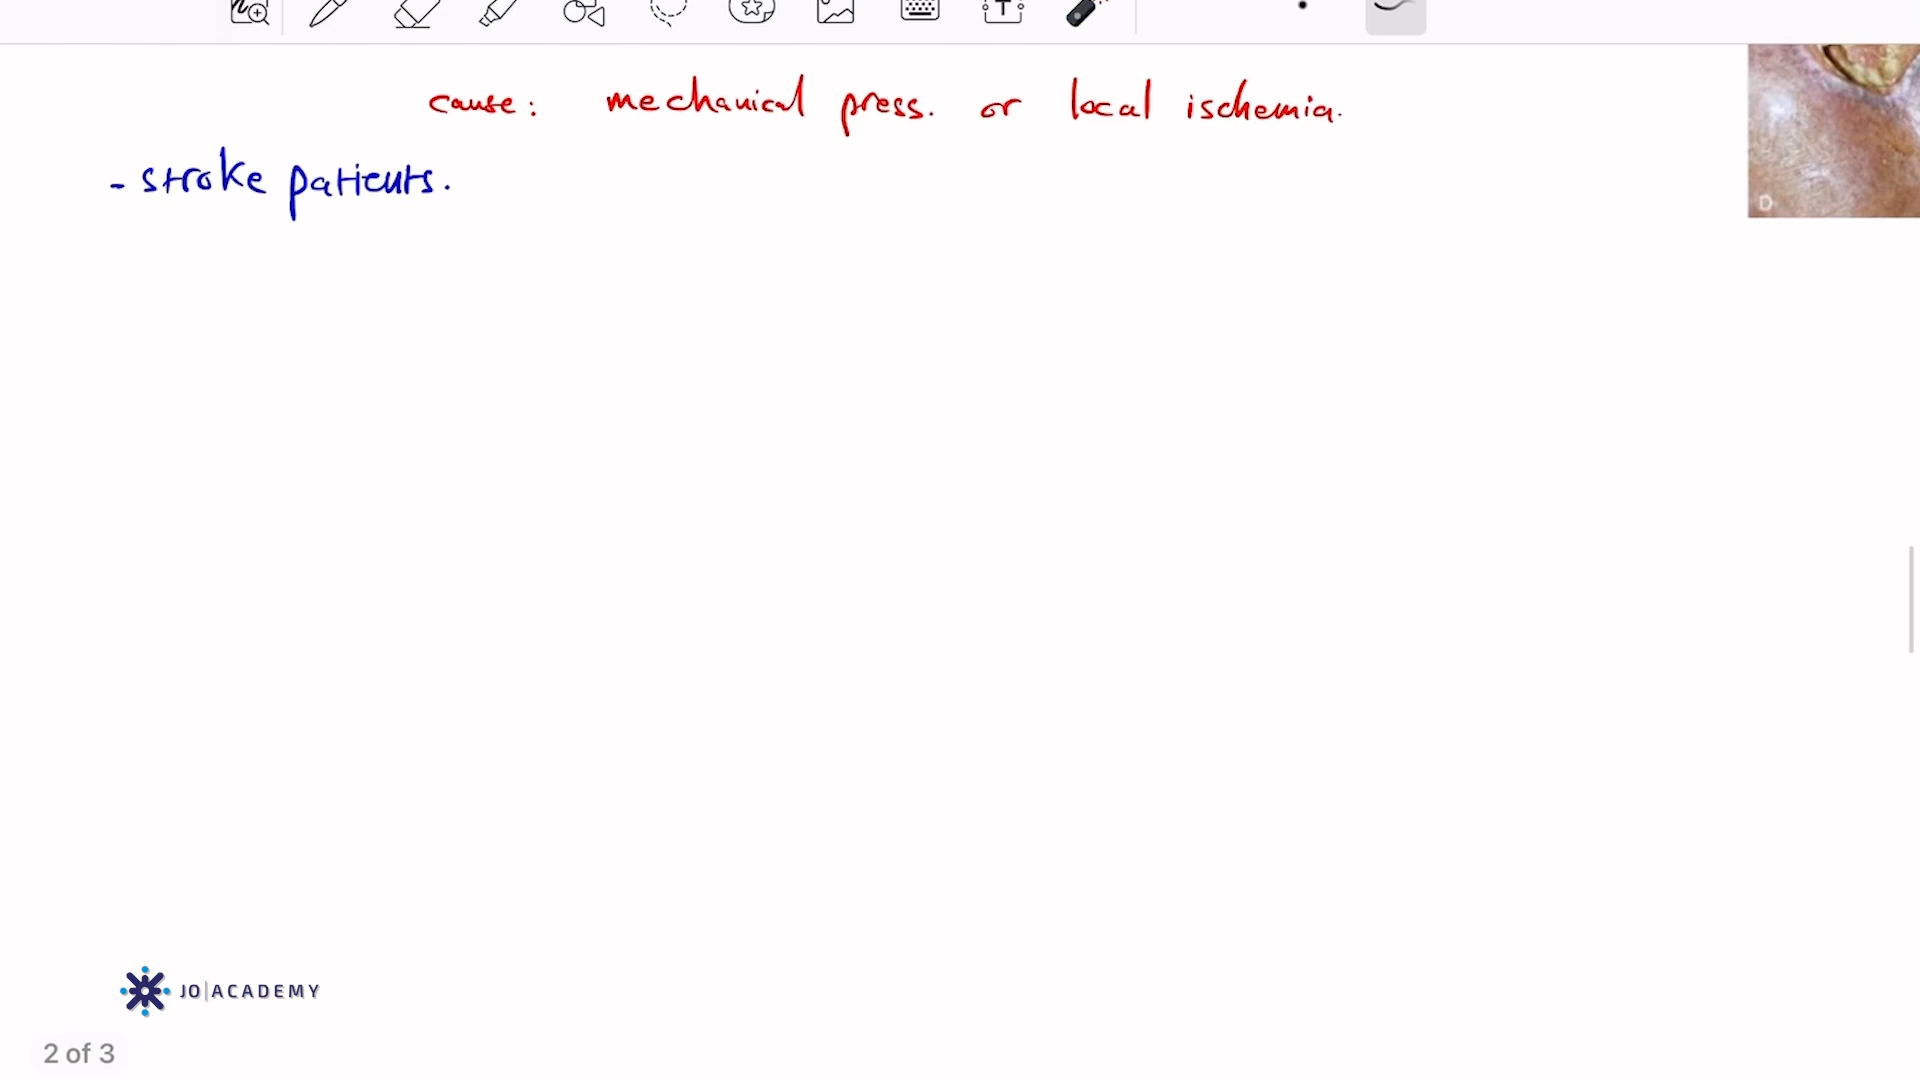 cause: mechanical press. or local ischemia.
- stroke patients.
D
JO|ACADEMY
2 of 3